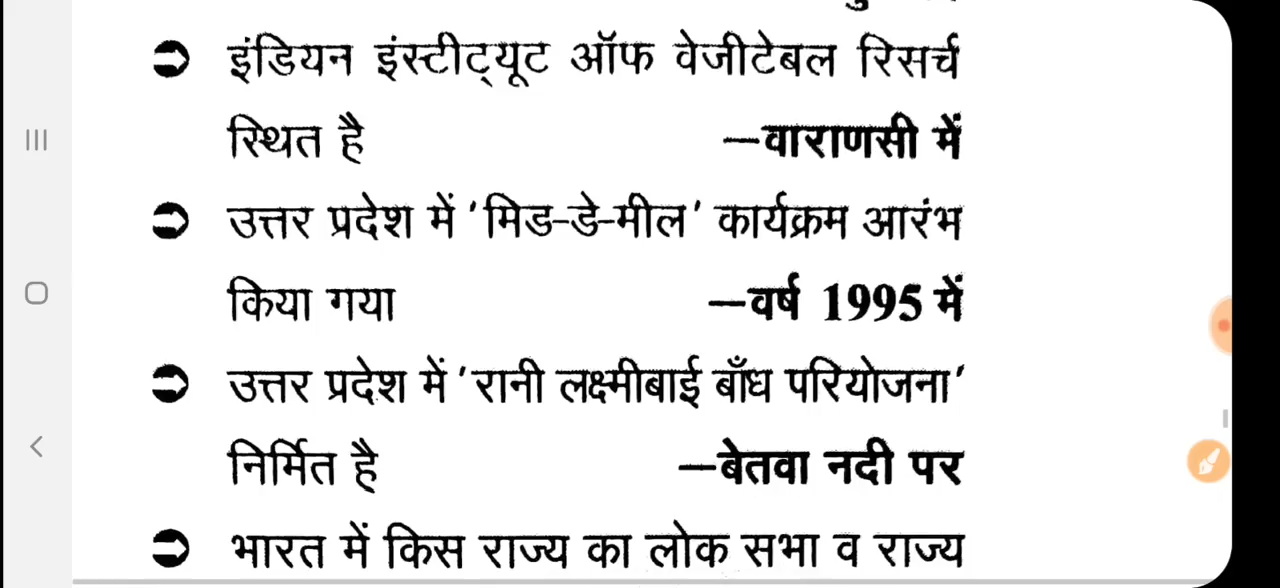 ⮊ इंडियन इंस्टीट्यूट ऑफ वेजीटेबल रिसर्च
स्थित है —वाराणसी में
⮊ उत्तर प्रदेश में 'मिड-डे-मील' कार्यक्रम आरंभ
किया गया —वर्ष 1995 में
⮊ उत्तर प्रदेश में 'रानी लक्ष्मीबाई बाँध परियोजना'
निर्मित है —बेतवा नदी पर
⮊ भारत में किस राज्य का लोक सभा व राज्य